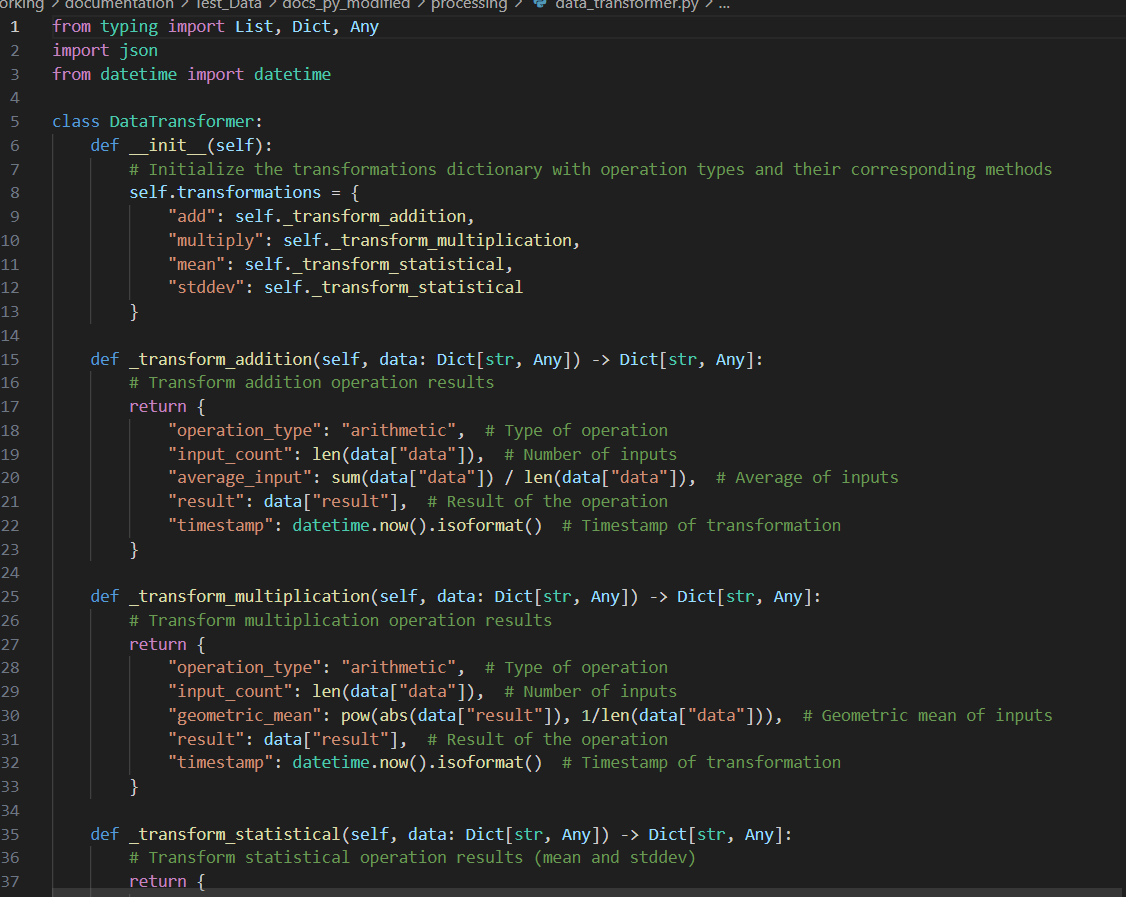 orking > documentation > Test_Data > docs_py_modified > processing > data_transformer.py > ...
1 from typing import List, Dict, Any
2 import json
3 from datetime import datetime
4
5 class DataTransformer:
6     def __init__(self):
7         # Initialize the transformations dictionary with operation types and their corresponding methods
8         self.transformations = {
9             "add": self._transform_addition,
10             "multiply": self._transform_multiplication,
11             "mean": self._transform_statistical,
12             "stddev": self._transform_statistical
13         }
14
15     def _transform_addition(self, data: Dict[str, Any]) -> Dict[str, Any]:
16         # Transform addition operation results
17         return {
18             "operation_type": "arithmetic",  # Type of operation
19             "input_count": len(data["data"]),  # Number of inputs
20             "average_input": sum(data["data"]) / len(data["data"]),  # Average of inputs
21             "result": data["result"],  # Result of the operation
22             "timestamp": datetime.now().isoformat()  # Timestamp of transformation
23         }
24
25     def _transform_multiplication(self, data: Dict[str, Any]) -> Dict[str, Any]:
26         # Transform multiplication operation results
27         return {
28             "operation_type": "arithmetic",  # Type of operation
29             "input_count": len(data["data"]),  # Number of inputs
30             "geometric_mean": pow(abs(data["result"]), 1/len(data["data"])),  # Geometric mean of inputs
31             "result": data["result"],  # Result of the operation
32             "timestamp": datetime.now().isoformat()  # Timestamp of transformation
33         }
34
35     def _transform_statistical(self, data: Dict[str, Any]) -> Dict[str, Any]:
36         # Transform statistical operation results (mean and stddev)
37         return {